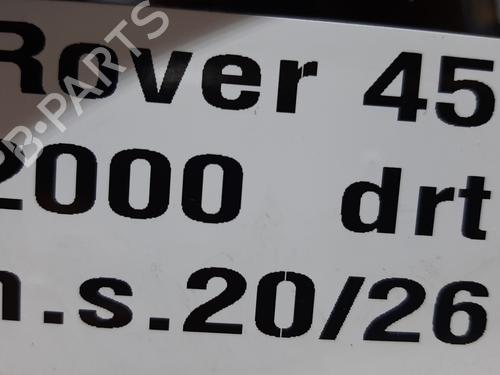 Rover 45
2000 drt
n.s.20/26
B-PARTS